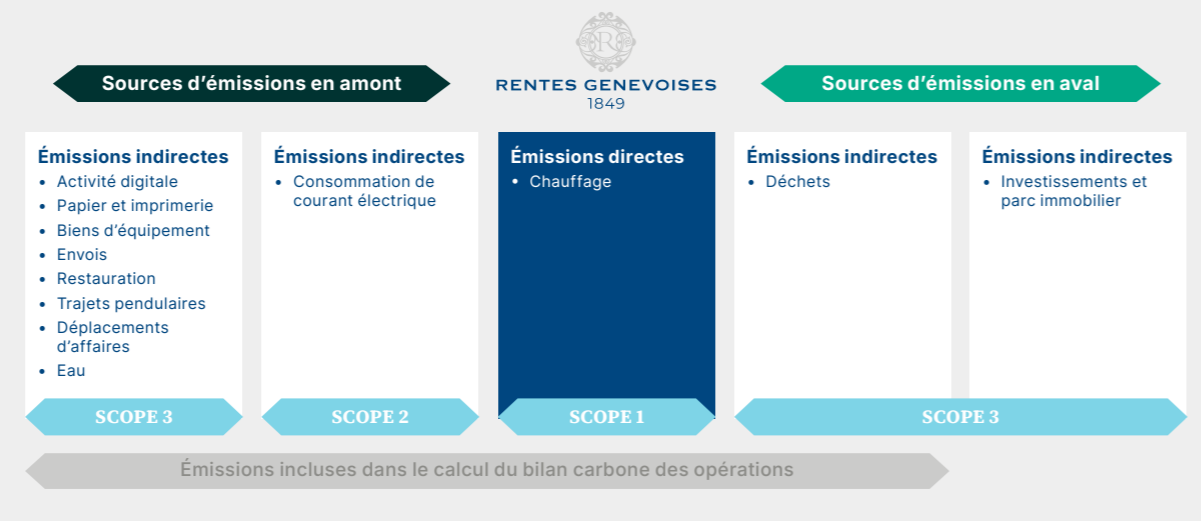 Sources d’émissions en amont
R
RENTES GENEVOISES
1849
Sources d’émissions en aval
Émissions indirectes
• Activité digitale
• Papier et imprimerie
• Biens d’équipement
• Envois
• Restauration
• Trajets pendulaires
• Déplacements
d’affaires
• Eau
SCOPE 3
Émissions indirectes
• Consommation de
courant électrique
SCOPE 2
Émissions directes
• Chauffage
SCOPE 1
Émissions indirectes
• Déchets
Émissions indirectes
• Investissements et
parc immobilier
SCOPE 3
Émissions incluses dans le calcul du bilan carbone des opérations